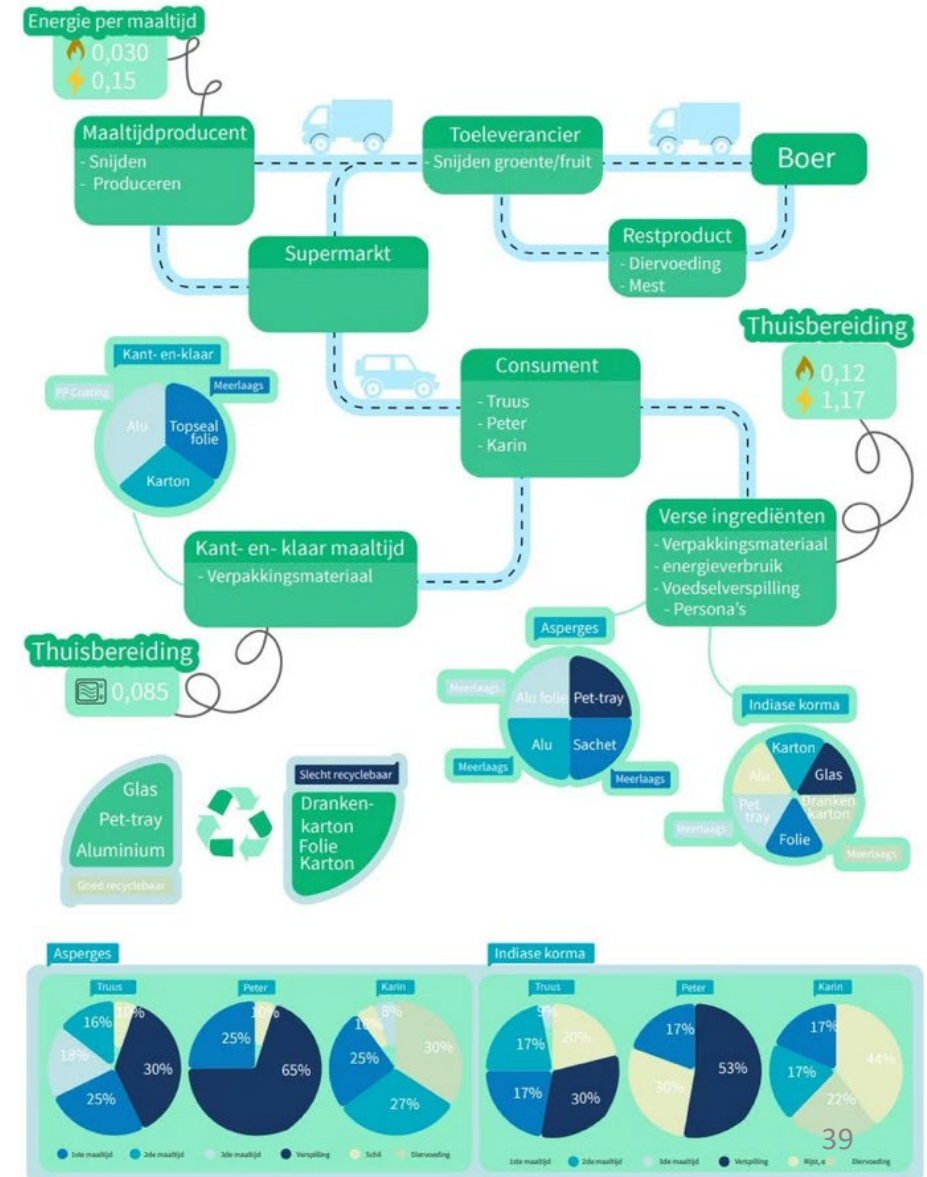 Energie per maaltijd
0,030
0,15
Maaltijdproducent
- Snijden
- Produceren
Toeleverancier
- Snijden groente/fruit
Boer
Restproduct
- Diervoeding
- Mest
Supermarkt
Thuisbereiding
0,12
1,17
Kant- en-klaar
PP Coating
Meerlaags
Alu
Topseal
folie
Karton
Consument
- Truus
- Peter
- Karin
Verse ingrediënten
- Verpakkingsmateriaal
- energieverbruik
- Voedselverspilling
- Persona's
Kant- en- klaar maaltijd
- Verpakkingsmateriaal
Thuisbereiding
0,085
Asperges
Meerlaags
Alu folie
Pet-tray
Alu
Sachet
Meerlaags
Meerlaags
Indiase korma
Karton
Alu
Glas
Pet
tray
Dranken
karton
Folie
Meerlaags
Meerlaags
Glas
Pet-tray
Aluminium
Goed recyclebaar
Slecht recyclebaar
Dranken-
karton
Folie
Karton
Asperges
Truus
10%
16%
18%
30%
25%
Peter
10%
25%
65%
Karin
8%
10%
30%
25%
27%
1ste maaltijd
2de maaltijd
3de maaltijd
Verspilling
Schil
Diervoeding
Indiase korma
Truus
9%
20%
17%
17%
30%
Peter
17%
53%
30%
Karin
17%
44%
17%
22%
39
1ste maaltijd
2de maaltijd
3de maaltijd
Verspilling
Rijst, e
Diervoeding